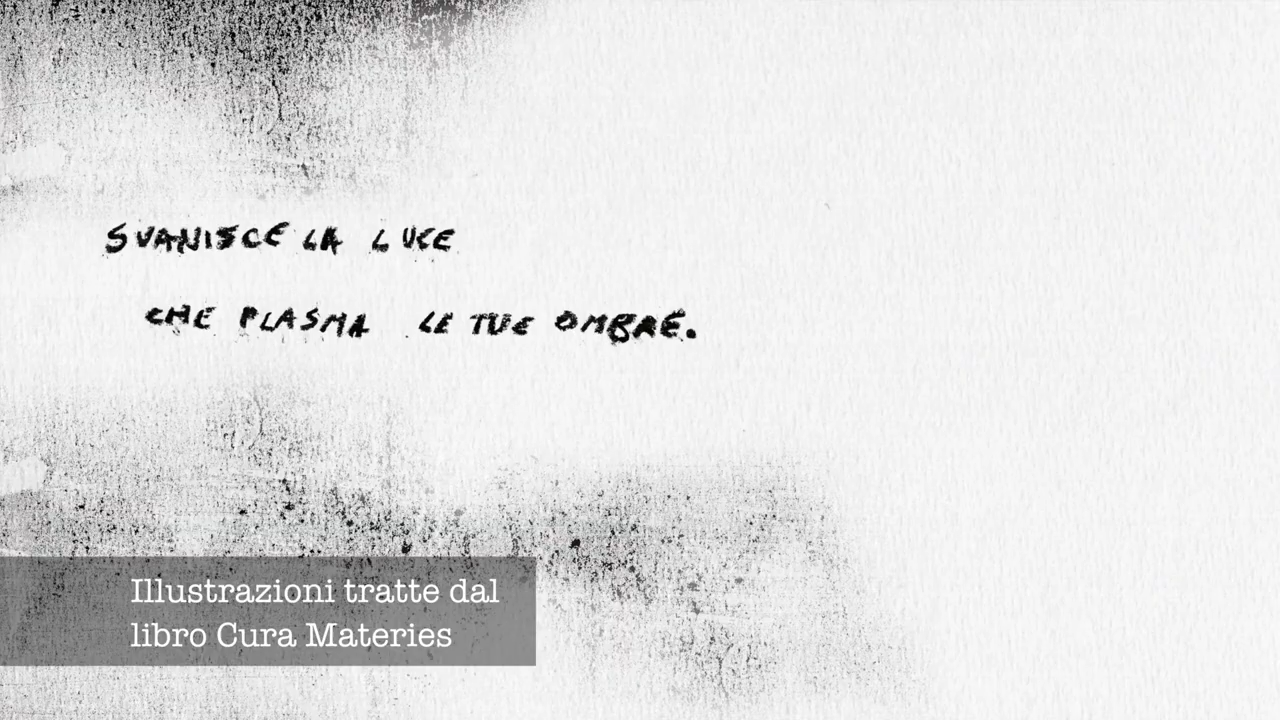 SVANISCE LA LUCE
CHE PLASMA LE TUE OMBRE.
Illustrazioni tratte dal
libro Cura Materies